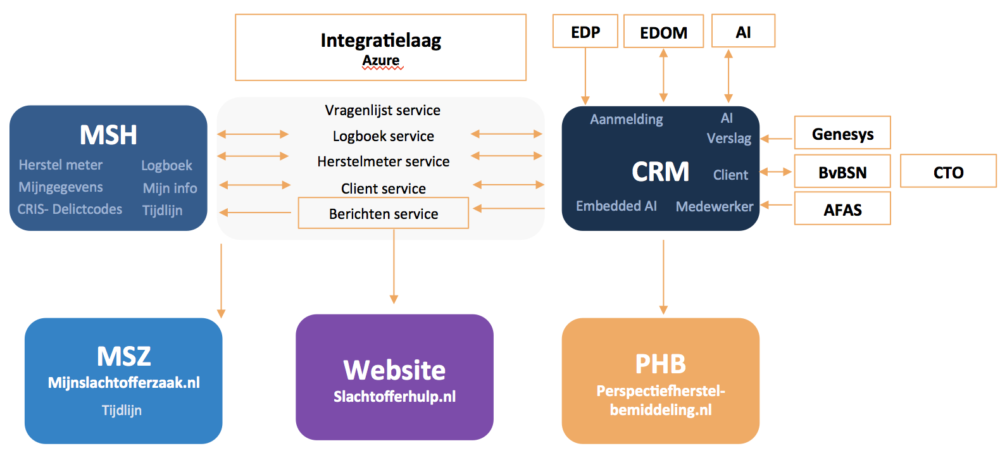 Integratielaag
Azure
EDP
EDOM
AI
MSH
Herstel meter
Logboek
Mijngegevens
Mijn info
CRIS- Delictcodes
Tijdlijn
Vragenlijst service
Logboek service
Herstelmeter service
Client service
Berichten service
Aanmelding
AI
Verslag
CRM
Client
Embedded AI
Medewerker
Genesys
BvBSN
CTO
AFAS
MSZ
Mijnslachtofferzaak.nl
Tijdlijn
Website
Slachtofferhulp.nl
PHB
Perspectiefherstel-
bemiddeling.nl